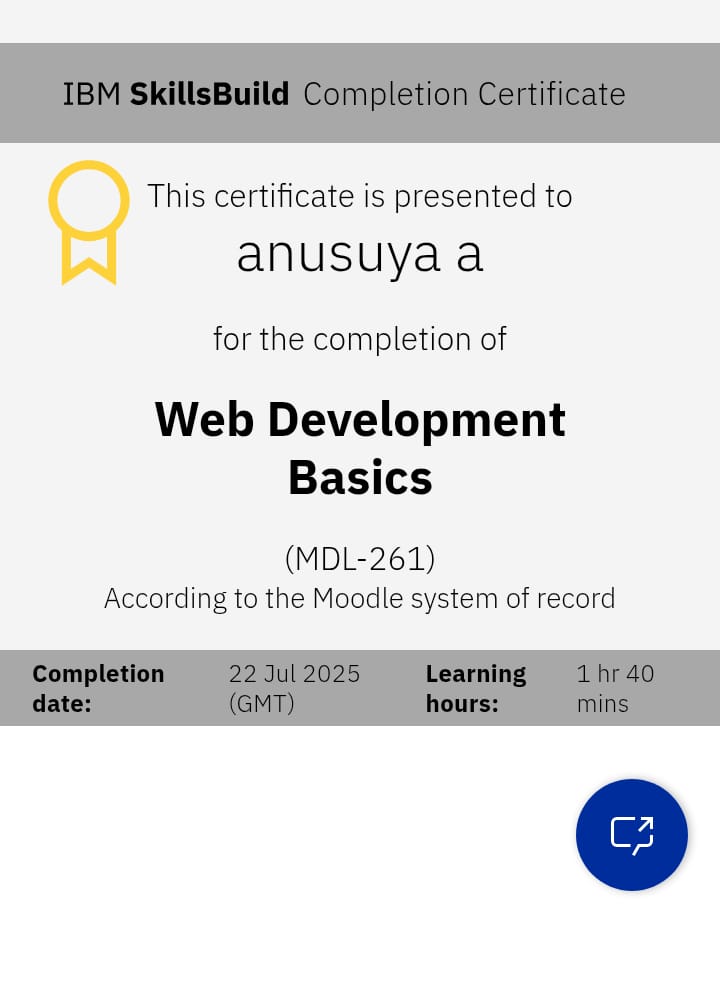 IBM SkillsBuild Completion Certificate
This certificate is presented to
anusuya a
for the completion of
Web Development
Basics
(MDL-261)
According to the Moodle system of record
Completion date:
22 Jul 2025 (GMT)
Learning hours:
1 hr 40 mins